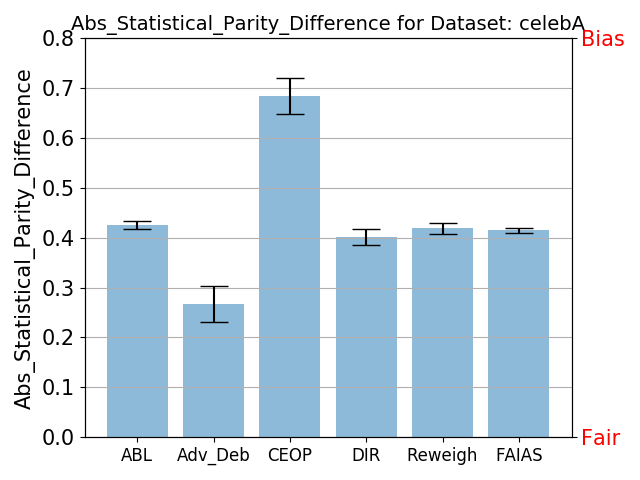 Abs_Statistical_Parity_Difference for Dataset: celebA
Bias
Abs_Statistical_Parity_Difference
0.8
0.7
0.6
0.5
0.4
0.3
0.2
0.1
0.0
Fair
ABL Adv_Deb CEOP DIR Reweigh FAIAS